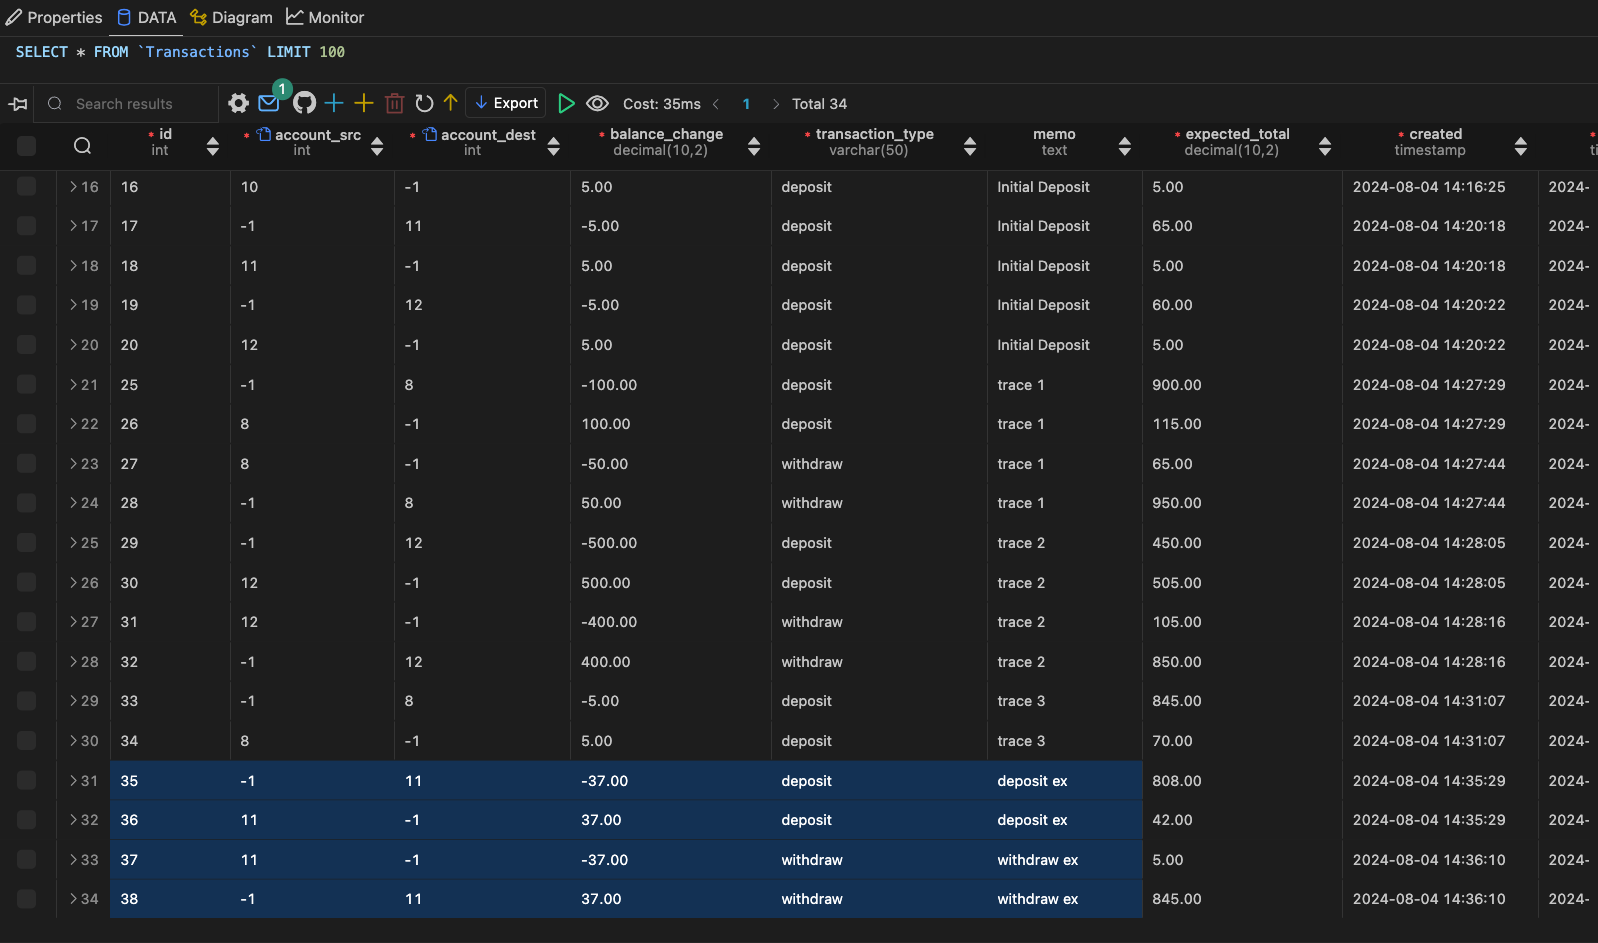 Properties DATA Diagram Monitor
SELECT * FROM `Transactions` LIMIT 100
Search results 1 Export Cost: 35ms 1 Total 34
* id * account_src * account_dest * balance_change * transaction_type memo * expected_total * created *
int int int decimal(10,2) varchar(50) text decimal(10,2) timestamp ti
16 16 10 -1 5.00 deposit Initial Deposit 5.00 2024-08-04 14:16:25 2024-
17 17 -1 11 -5.00 deposit Initial Deposit 65.00 2024-08-04 14:20:18 2024-
18 18 11 -1 5.00 deposit Initial Deposit 5.00 2024-08-04 14:20:18 2024-
19 19 -1 12 -5.00 deposit Initial Deposit 60.00 2024-08-04 14:20:22 2024-
20 20 12 -1 5.00 deposit Initial Deposit 5.00 2024-08-04 14:20:22 2024-
21 25 -1 8 -100.00 deposit trace 1 900.00 2024-08-04 14:27:29 2024-
22 26 8 -1 100.00 deposit trace 1 115.00 2024-08-04 14:27:29 2024-
23 27 8 -1 -50.00 withdraw trace 1 65.00 2024-08-04 14:27:44 2024-
24 28 -1 8 50.00 withdraw trace 1 950.00 2024-08-04 14:27:44 2024-
25 29 -1 12 -500.00 deposit trace 2 450.00 2024-08-04 14:28:05 2024-
26 30 12 -1 500.00 deposit trace 2 505.00 2024-08-04 14:28:05 2024-
27 31 12 -1 -400.00 withdraw trace 2 105.00 2024-08-04 14:28:16 2024-
28 32 -1 12 400.00 withdraw trace 2 850.00 2024-08-04 14:28:16 2024-
29 33 -1 8 -5.00 deposit trace 3 845.00 2024-08-04 14:31:07 2024-
30 34 8 -1 5.00 deposit trace 3 70.00 2024-08-04 14:31:07 2024-
31 35 -1 11 -37.00 deposit deposit ex 808.00 2024-08-04 14:35:29 2024-
32 36 11 -1 37.00 deposit deposit ex 42.00 2024-08-04 14:35:29 2024-
33 37 11 -1 -37.00 withdraw withdraw ex 5.00 2024-08-04 14:36:10 2024-
34 38 -1 11 37.00 withdraw withdraw ex 845.00 2024-08-04 14:36:10 2024-